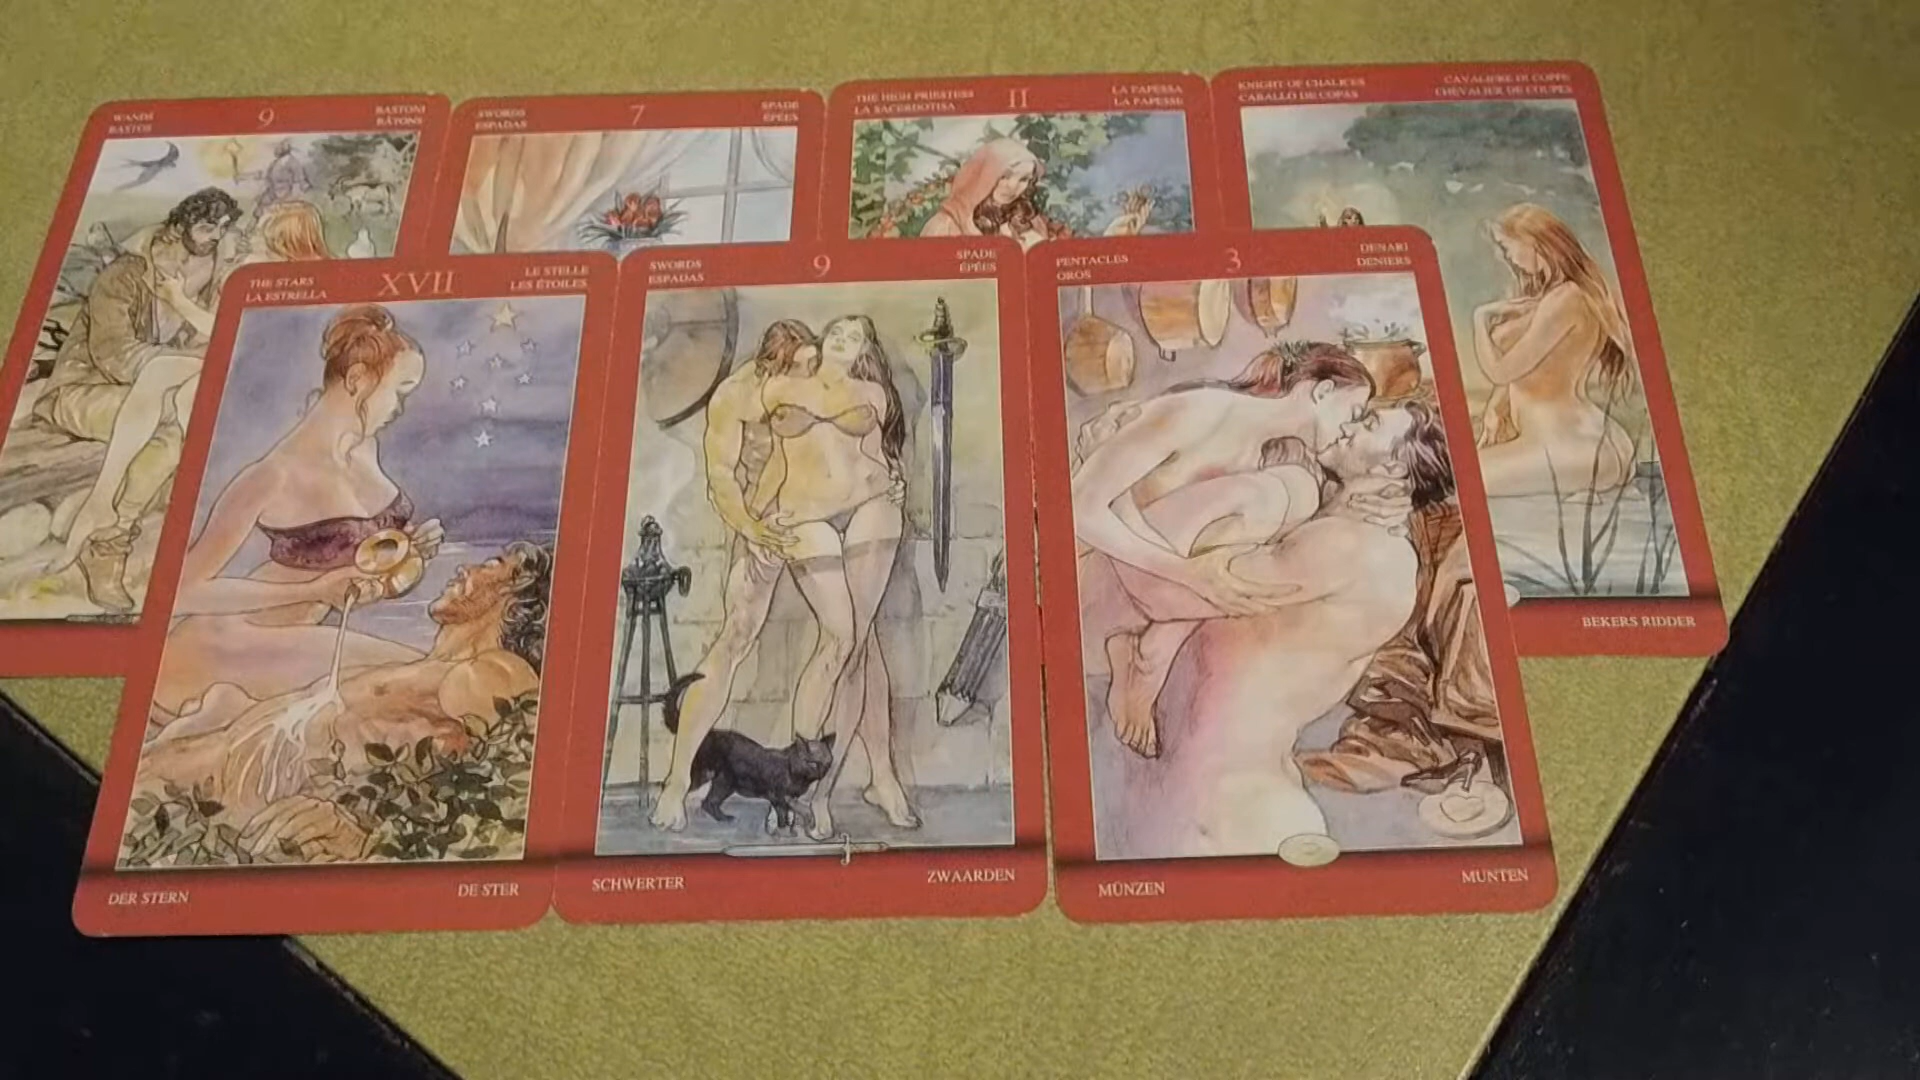 WANDS
BASTOS
9
BASTONI
BÂTONS
SWORDS
ESPADAS
7
SPADE
ÉPÉES
THE HIGH PRIESTESS
LA SACERDOTISA
II
LA PAPESSA
LA PAPESSE
KNIGHT OF CHALICES
CABALLO DE COPAS
CAVALIERE DI COPPE
CHEVALIER DE COUPES
BEKERS RIDDER
THE STARS
LA ESTRELLA
XVII
LE STELLE
LES ÉTOILES
DER STERN
DE STER
SWORDS
ESPADAS
9
SPADE
ÉPÉES
SCHWERTER
ZWAARDEN
PENTACLES
OROS
3
DENARI
DENIERS
MÜNZEN
MUNTEN